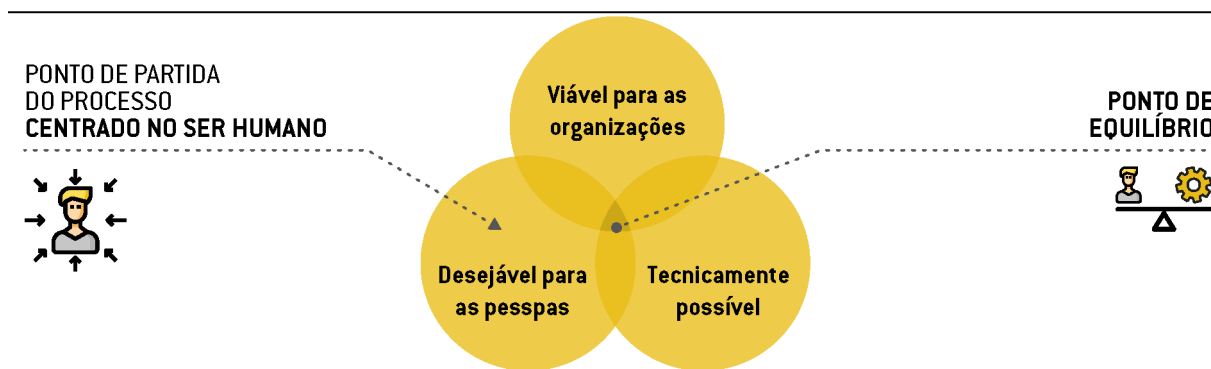 PONTO DE PARTIDA
DO PROCESSO
CENTRADO NO SER HUMANO
Viável para as
organizações
PONTO DE
EQUILÍBRIO
Desejável para
as pesspas
Tecnicamente
possível